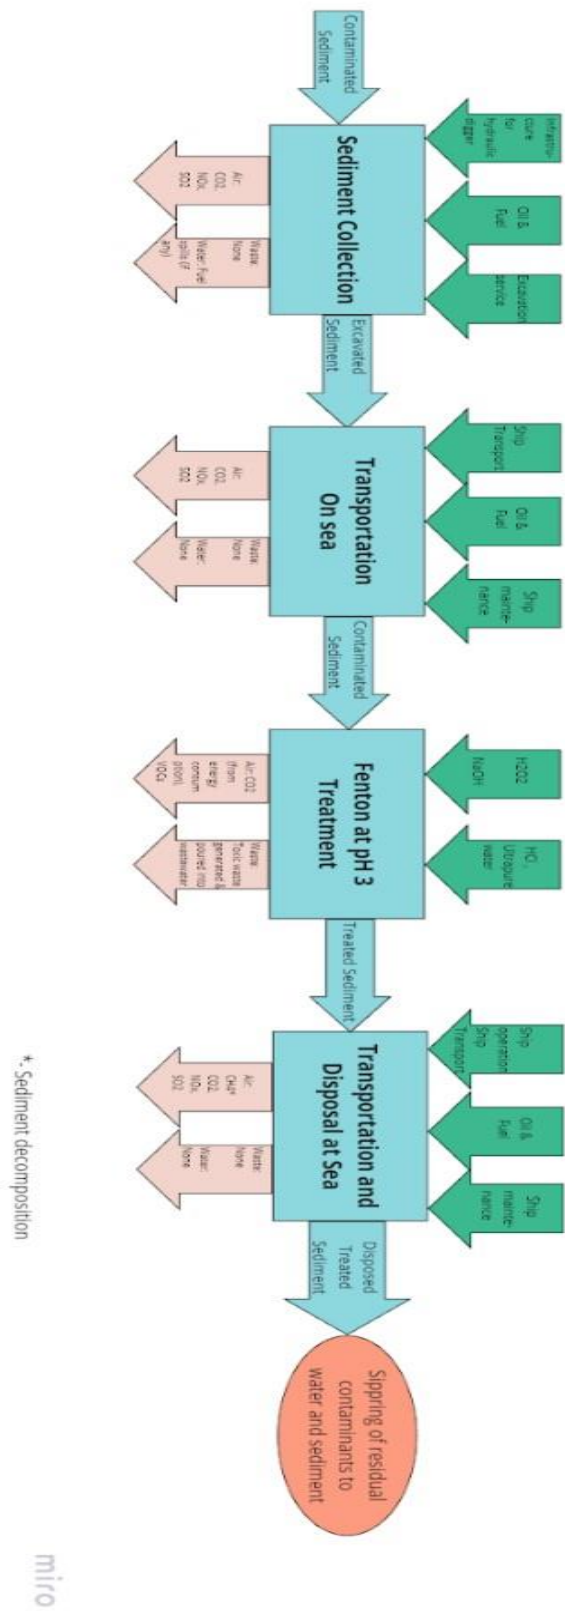 Contaminated
Sediment
Infrastru-
cture
for
hydraulic
digger
Oil &
Fuel
Excavation
service
Sediment Collection
Air:
CO2,
NOx,
SO2
Waste:
None
Water: Fuel
spills (if
any)
Excavated
Sediment
Ship
Transport
Oil &
Fuel
Ship
mainte-
nance
Transportation
On sea
Air:
CO2,
NOx,
SO2
Waste:
None
Water:
None
Contaminated
Sediment
H2O2
NaOH
HCl,
Ultrapure
water
Fenton at pH 3
Treatment
Air: CO2
(from
energy
consum
ption),
VOCs
Waste:
Toxic waste
generated &
poured into
wastewater
Treated Sediment
Ship
operation
Ship
Transport
Oil &
Fuel
Ship
mainte-
nance
Transportation and
Disposal at Sea
Air:
CH4*
CO2,
NOx,
SO2
Waste:
None
Water:
None
Disposed
Treated
Sediment
Sippring of residual
contaminants to
water and sediment
*. Sediment decomposition
miro